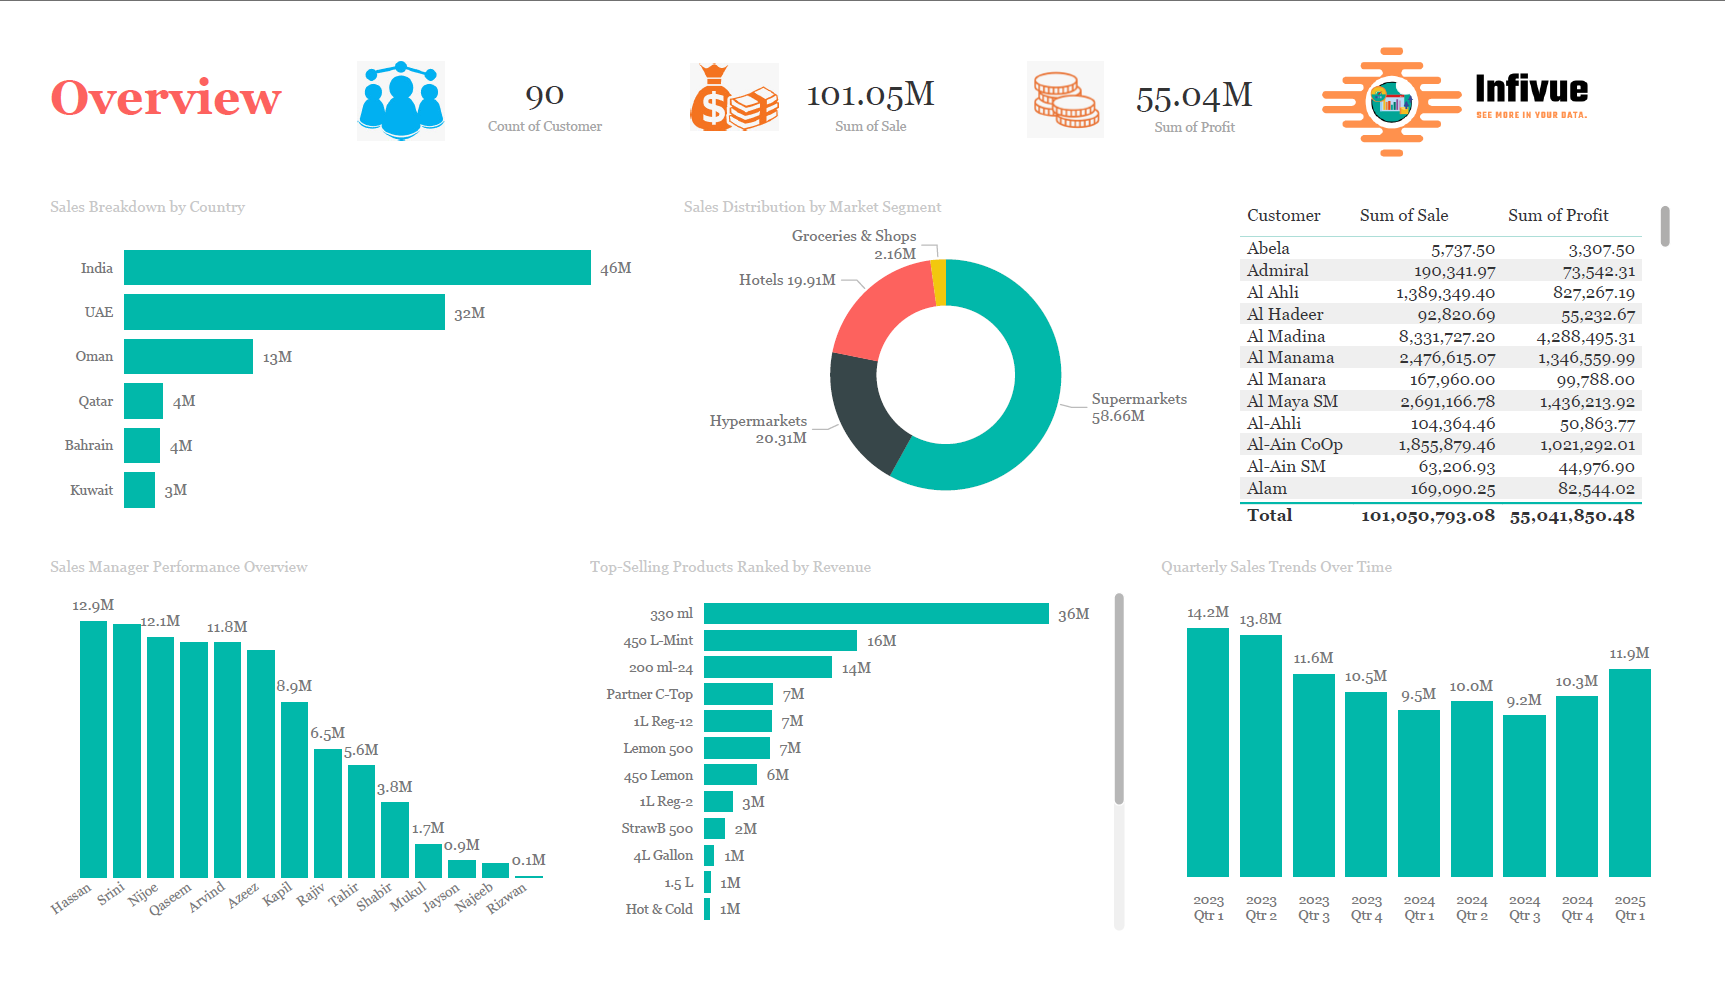 Overview
90
Count of Customer
$
101.05M
Sum of Sale
55.04M
Sum of Profit
Infivue
SEE MORE IN YOUR DATA.
Sales Breakdown by Country
India 46M
UAE 32M
Oman 13M
Qatar 4M
Bahrain 4M
Kuwait 3M
Sales Distribution by Market Segment
Groceries & Shops
2.16M
Hotels 19.91M
Hypermarkets
20.31M
Supermarkets
58.66M
Customer Sum of Sale Sum of Profit
Abela 5,737.50 3,307.50
Admiral 190,341.97 73,542.31
Al Ahli 1,389,349.40 827,267.19
Al Hadeer 92,820.69 55,232.67
Al Madina 8,331,727.20 4,288,495.31
Al Manama 2,476,615.07 1,346,559.99
Al Manara 167,960.00 99,788.00
Al Maya SM 2,691,166.78 1,436,213.92
Al-Ahli 104,364.46 50,863.77
Al-Ain CoOp 1,855,879.46 1,021,292.01
Al-Ain SM 63,206.93 44,976.90
Alam 169,090.25 82,544.02
Total 101,050,793.08 55,041,850.48
Sales Manager Performance Overview
12.9M 12.1M 11.8M 8.9M 6.5M 5.6M 3.8M 1.7M 0.9M 0.1M
Hassan Srini Nijoe Qaseem Arvind Azeez Kapil Rajiv Tahir Shabir Mukul Jayson Najeeb Rizwan
Top-Selling Products Ranked by Revenue
330 ml 36M
450 L-Mint 16M
200 ml-24 14M
Partner C-Top 7M
1L Reg-12 7M
Lemon 500 7M
450 Lemon 6M
1L Reg-2 3M
StrawB 500 2M
4L Gallon 1M
1.5 L 1M
Hot & Cold 1M
Quarterly Sales Trends Over Time
14.2M 13.8M 11.6M 10.5M 9.5M 10.0M 9.2M 10.3M 11.9M
2023 2023 2023 2023 2024 2024 2024 2024 2025
Qtr 1 Qtr 2 Qtr 3 Qtr 4 Qtr 1 Qtr 2 Qtr 3 Qtr 4 Qtr 1